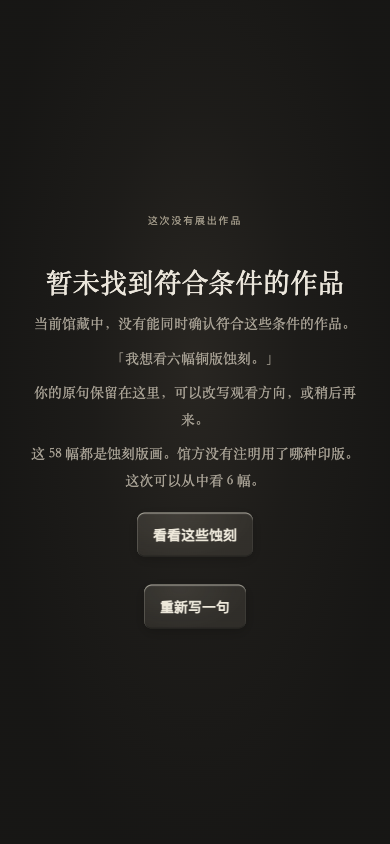 这次没有展出作品
暂未找到符合条件的作品
当前馆藏中，没有能同时确认符合这些条件的作品。
「我想看六幅铜版蚀刻。」
你的原句保留在这里，可以改写观看方向，或稍后再
来。
这 58 幅都是蚀刻版画。馆方没有注明用了哪种印版。
这次可以从中看 6 幅。
看看这些蚀刻
重新写一句